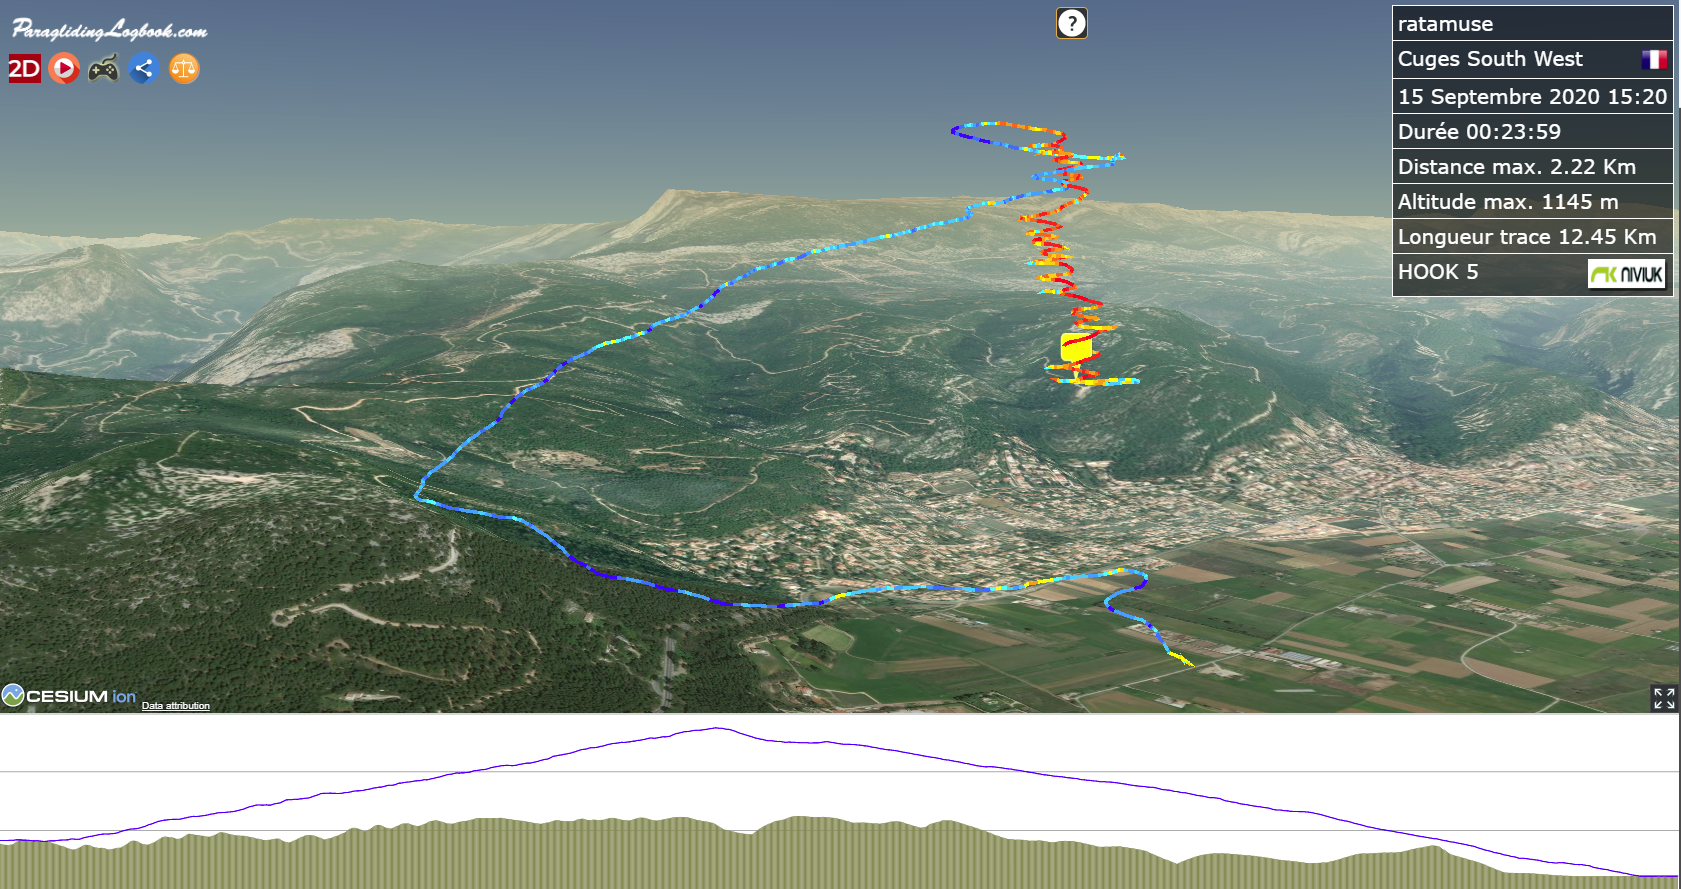 ParaglidingLogbook.com
?
2D
ratamuse
Cuges South West
15 Septembre 2020 15:20
Durée 00:23:59
Distance max. 2.22 Km
Altitude max. 1145 m
Longueur trace 12.45 Km
HOOK 5
NIVIUK
CESIUM ion
Data attribution